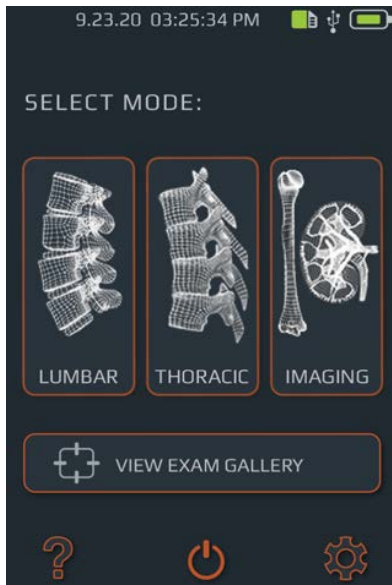 9.23.20 03:25:34 PM
SELECT MODE:
LUMBAR THORACIC IMAGING
VIEW EXAM GALLERY
?